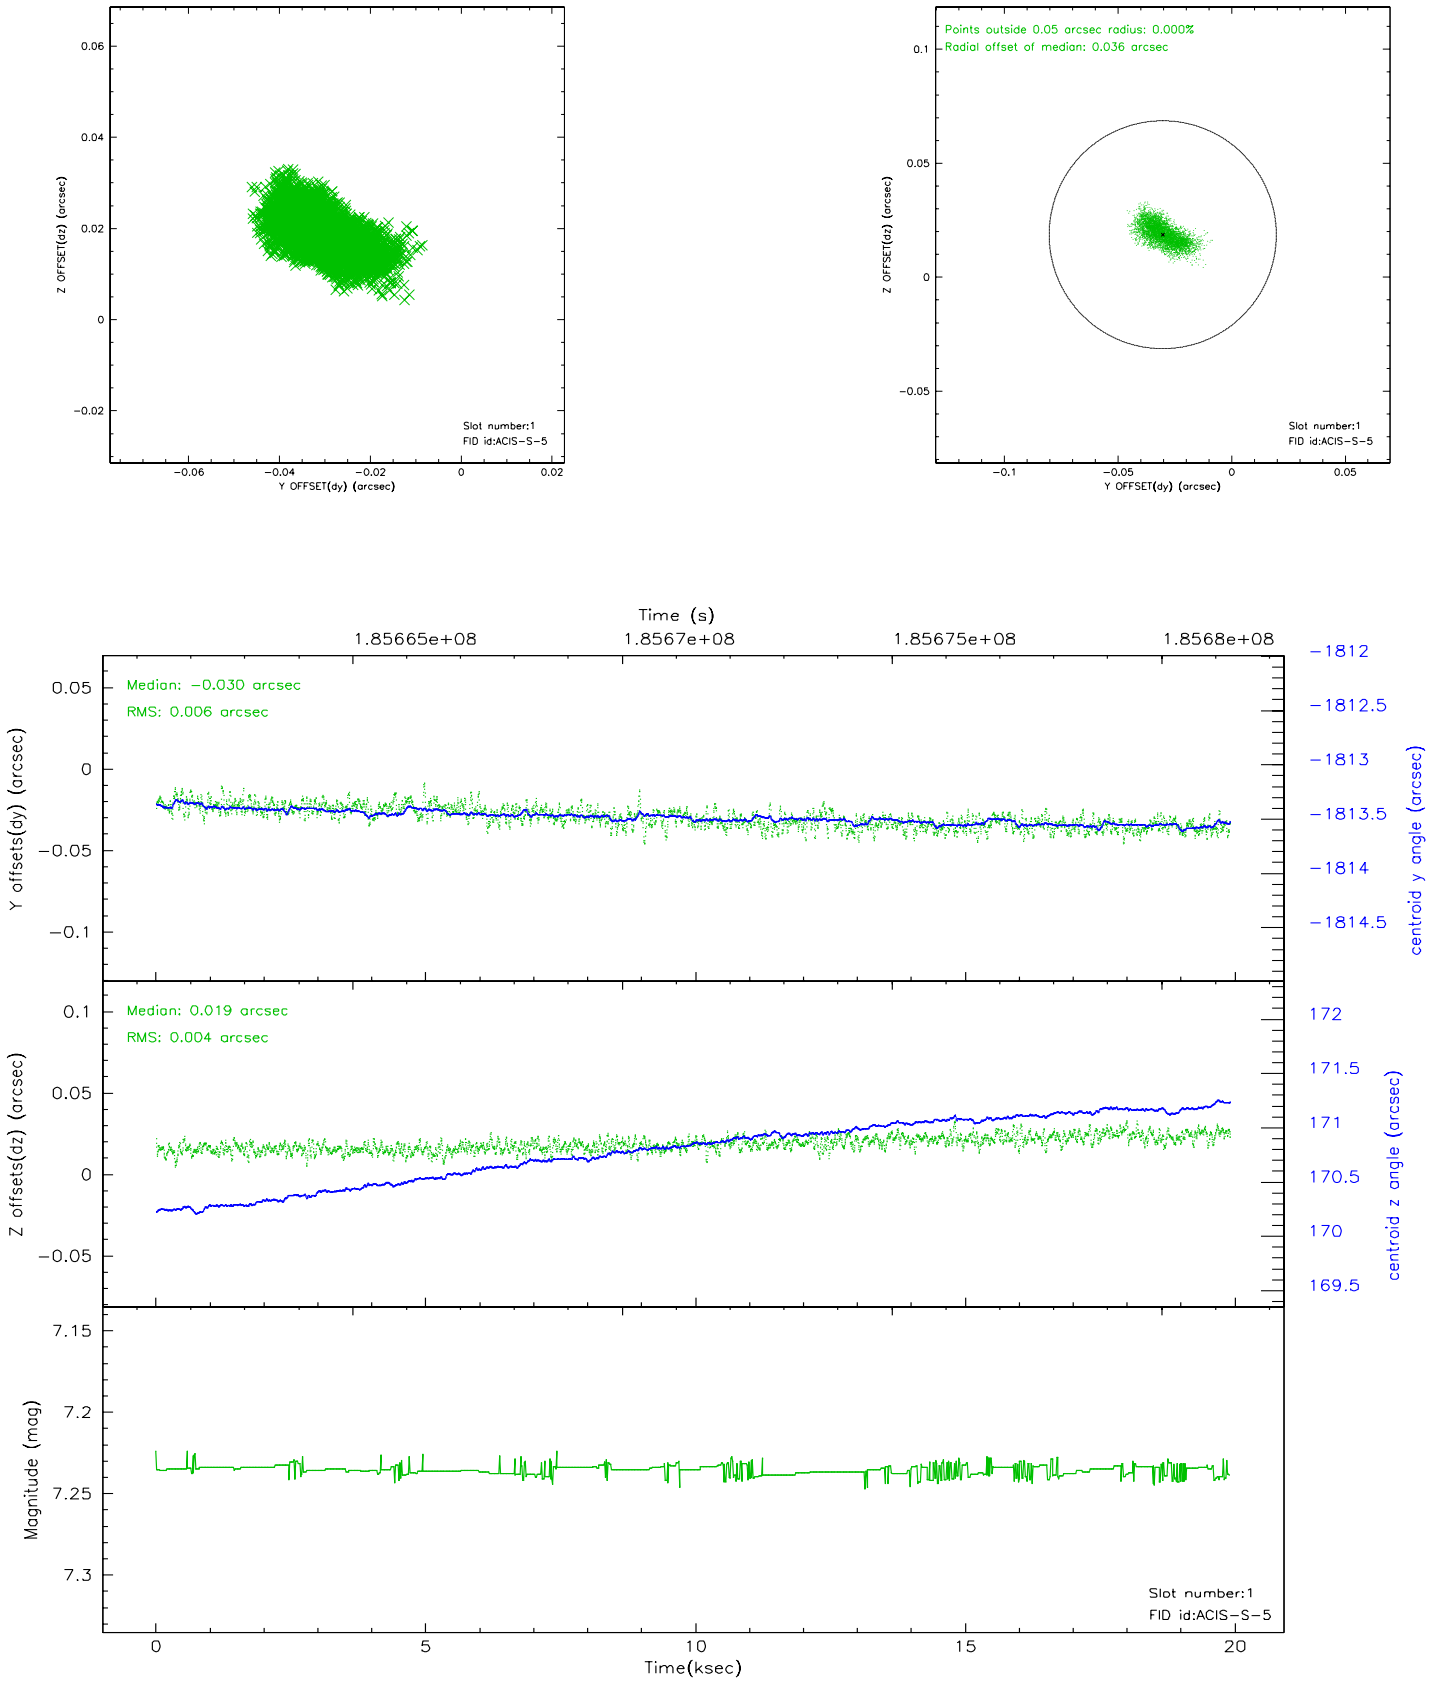 0.06
0.04
0.02
0
−0.02
Z OFFSET(dz) (arcsec)
−0.06 −0.04 −0.02 0 0.02
Y OFFSET(dy) (arcsec)
Slot number:1
FID id:ACIS−S−5
Points outside 0.05 arcsec radius: 0.000%
Radial offset of median: 0.036 arcsec
0.1
0.05
0
−0.05
Z OFFSET(dz) (arcsec)
−0.1 −0.05 0 0.05
Y OFFSET(dy) (arcsec)
Slot number:1
FID id:ACIS−S−5
Time (s)
1.85665e+08 1.8567e+08 1.85675e+08 1.8568e+08
Median: −0.030 arcsec
RMS: 0.006 arcsec
0.05
0
−0.05
−0.1
Y offsets(dy) (arcsec)
−1812
−1812.5
−1813
−1813.5
−1814
−1814.5
centroid y angle (arcsec)
Median: 0.019 arcsec
RMS: 0.004 arcsec
0.1
0.05
0
−0.05
Z offsets(dz) (arcsec)
172
171.5
171
170.5
170
169.5
centroid z angle (arcsec)
7.15
7.2
7.25
7.3
Magnitude (mag)
Slot number:1
FID id:ACIS−S−5
0 5 10 15 20
Time(ksec)